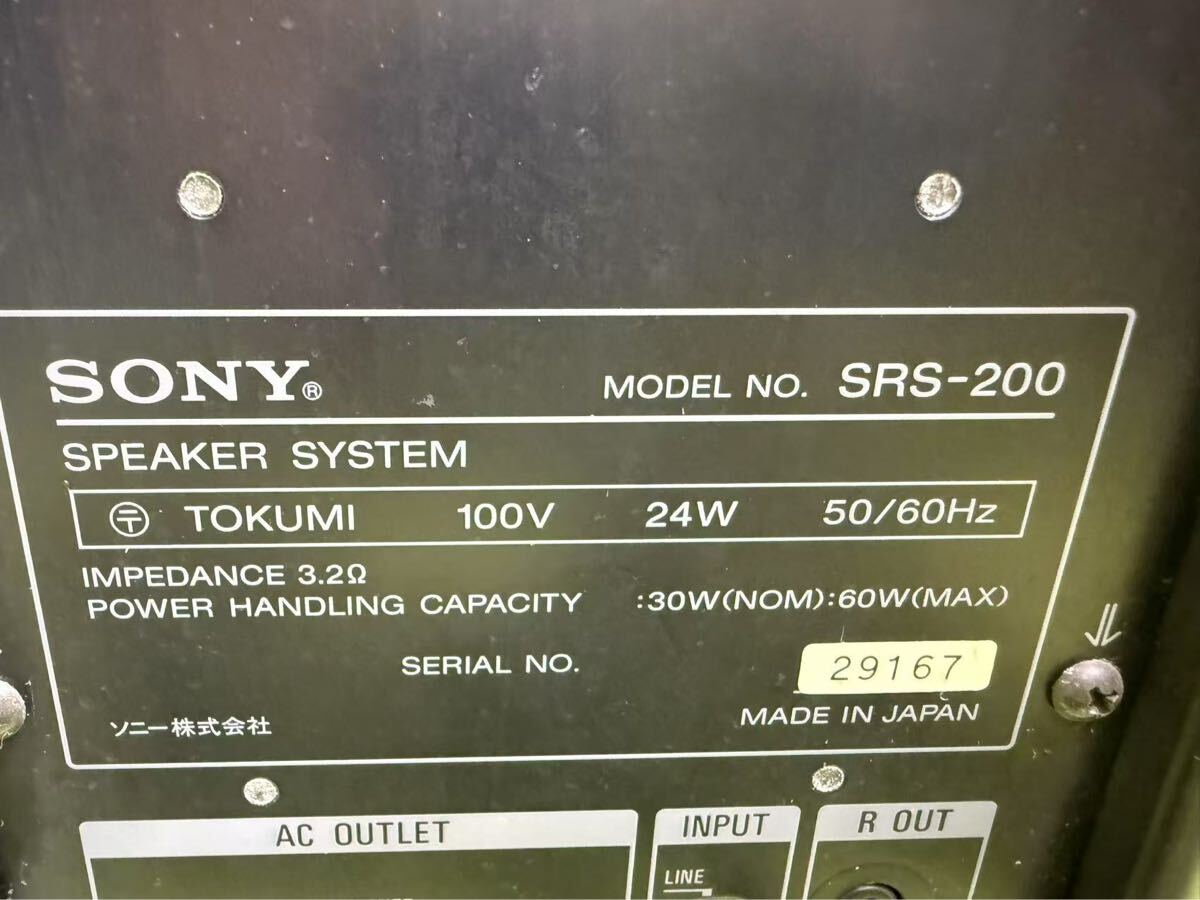 SONY® MODEL NO. SRS-200
SPEAKER SYSTEM
〶 TOKUMI 100V 24W 50/60Hz
IMPEDANCE 3.2Ω
POWER HANDLING CAPACITY :30W(NOM):60W(MAX)
SERIAL NO. 29167
ソニー株式会社 MADE IN JAPAN
AC OUTLET INPUT R OUT
LINE